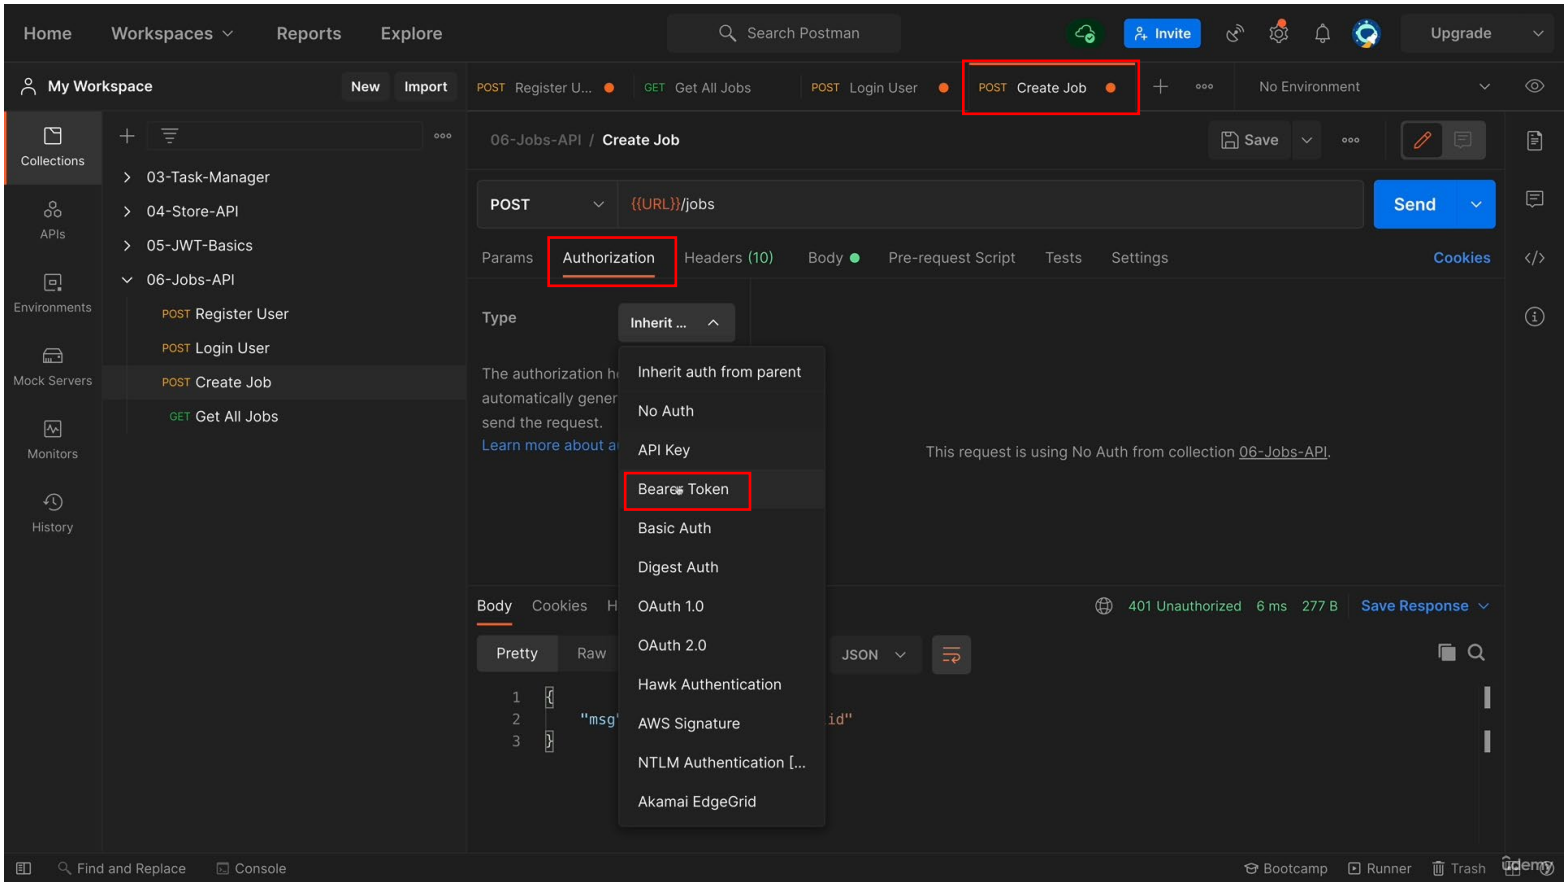 Home Workspaces Reports Explore Search Postman Invite Upgrade
My Workspace New Import
POST Register U... GET Get All Jobs POST Login User POST Create Job No Environment
Collections
APIs
Environments
Mock Servers
Monitors
History
03-Task-Manager
04-Store-API
05-JWT-Basics
06-Jobs-API
POST Register User
POST Login User
POST Create Job
GET Get All Jobs
06-Jobs-API / Create Job Save
POST {{URL}}/jobs Send
Params Authorization Headers (10) Body Pre-request Script Tests Settings Cookies
Type Inherit ...
The authorization h
automatically gener
send the request.
Learn more about a
Inherit auth from parent
No Auth
API Key
Bearer Token
Basic Auth
Digest Auth
OAuth 1.0
OAuth 2.0
Hawk Authentication
AWS Signature
NTLM Authentication [...
Akamai EdgeGrid
This request is using No Auth from collection 06-Jobs-API.
Body Cookies H 401 Unauthorized 6 ms 277 B Save Response
Pretty Raw JSON
1 {
2 "msg" id"
3 }
Find and Replace Console Bootcamp Runner Trash
udemy